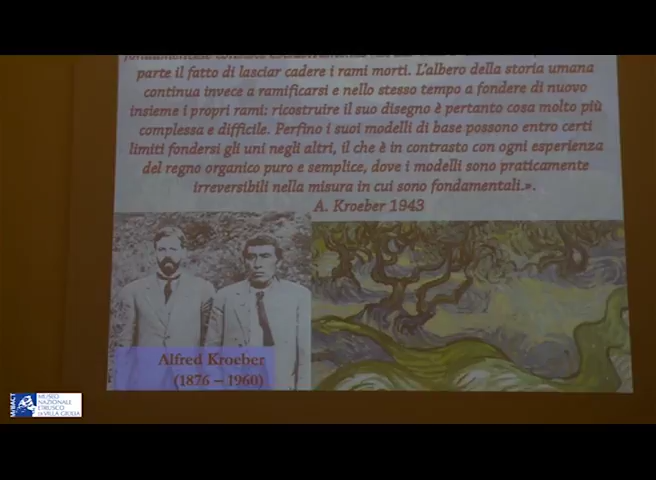 parte il fatto di lasciar cadere i rami morti. L'albero della storia umana
continua invece a ramificarsi e nello stesso tempo a fondere di nuovo
insieme i propri rami: ricostruire il suo disegno è pertanto cosa molto più
complessa e difficile. Perfino i suoi modelli di base possono entro certi
limiti fondersi gli uni negli altri, il che è in contrasto con ogni esperienza
del regno organico puro e semplice, dove i modelli sono praticamente
irreversibili nella misura in cui sono fondamentali.».
A. Kroeber 1943
Alfred Kroeber
(1876 – 1960)
MiBACT
MUSEO
NAZIONALE
ETRUSCO
DI VILLA GIULIA